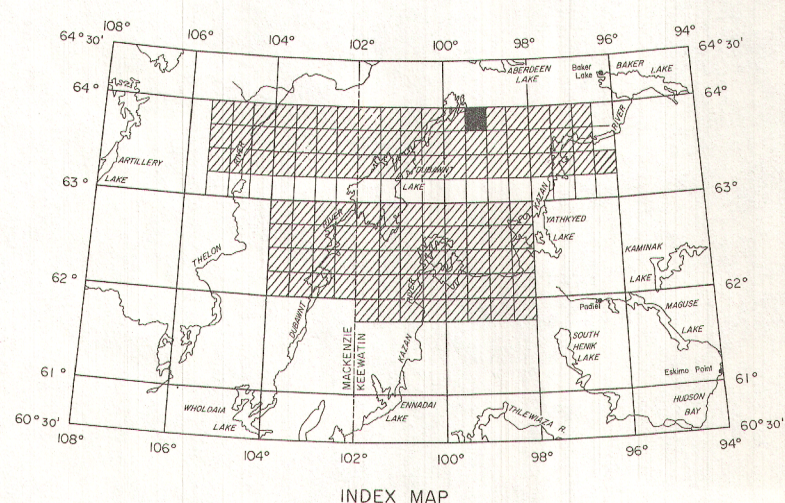 108°
106°
104°
102°
100°
98°
96°
94°
64° 30'
64° 30'
64°
64°
ABERDEEN
LAKE
Baker
Lake
BAKER
LAKE
RIVER
ARTILLERY
LAKE
RIVER
DUBAWNT
LAKE
63°
63°
KAZAN
RIVER
YATHKYED
LAKE
THELON
KAMINAK
LAKE
62°
62°
RIVER
DUBAWNT
Padlei
MAGUSE
LAKE
SOUTH
HENIK
LAKE
MACKENZIE
KEEWATIN
KAZAN
Eskimo Point
61°
61°
WHOLDAIA
LAKE
ENNADAI
LAKE
THLEWIAZA R.
HUDSON
BAY
60° 30'
60° 30'
108°
106°
104°
102°
100°
98°
96°
94°
INDEX MAP